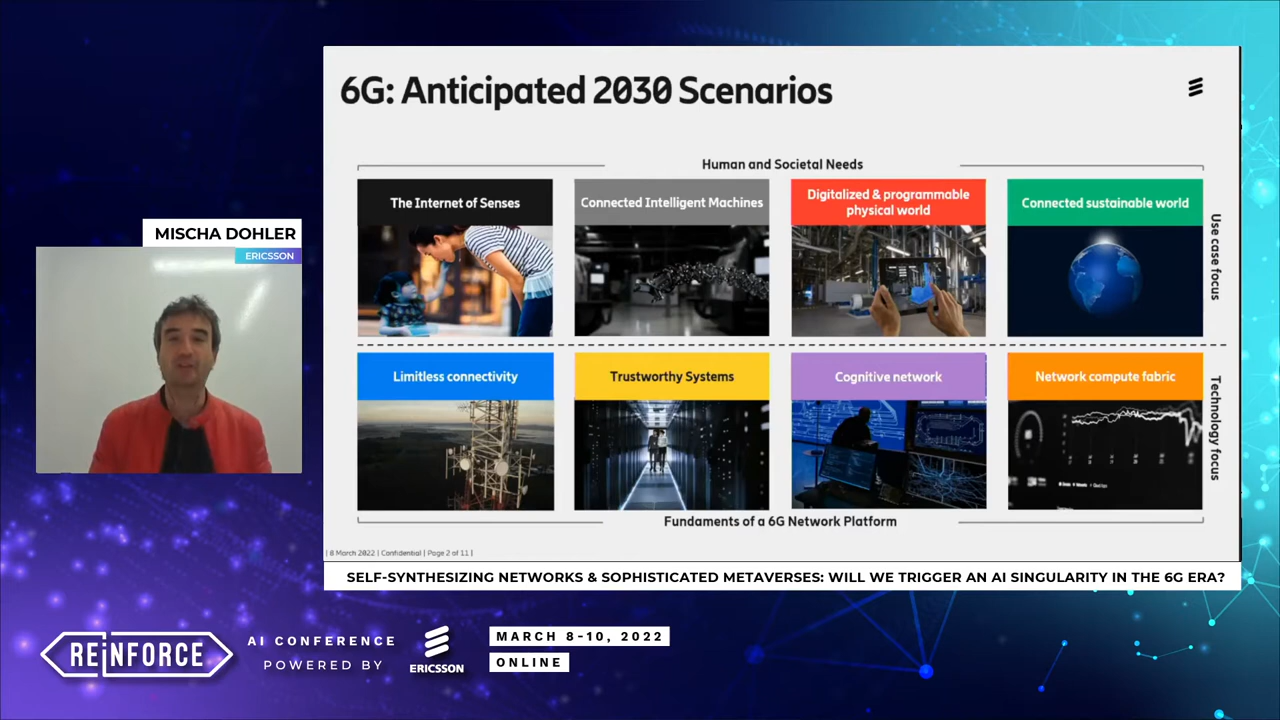 6G: Anticipated 2030 Scenarios
Human and Societal Needs
The Internet of Senses
Connected Intelligent Machines
Digitalized & programmable
physical world
Connected sustainable world
Use case focus
MISCHA DOHLER
ERICSSON
Limitless connectivity
Trustworthy Systems
Cognitive network
Network compute fabric
Technology focus
Fundaments of a 6G Network Platform
| 8 March 2022 | Confidential | Page 2 of 11 |
SELF-SYNTHESIZING NETWORKS & SOPHISTICATED METAVERSES: WILL WE TRIGGER AN AI SINGULARITY IN THE 6G ERA?
REiNFORCE
AI CONFERENCE
POWERED BY
ERICSSON
MARCH 8-10, 2022
ONLINE